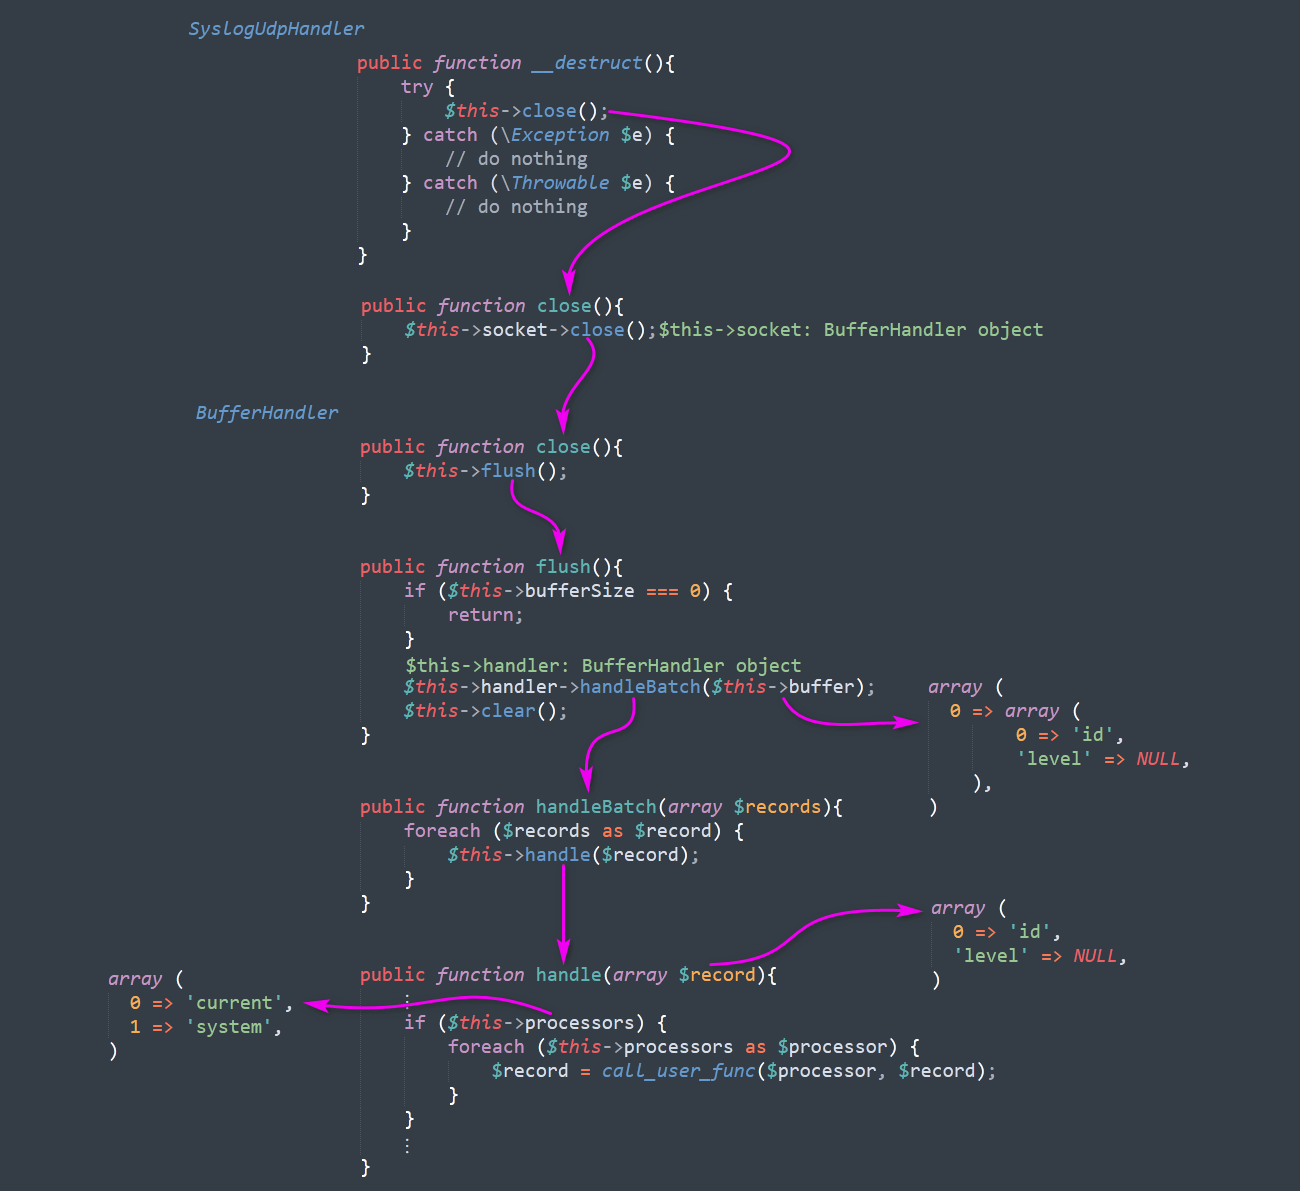 SyslogUdpHandler
public function __destruct(){
try {
$this->close();
} catch (\Exception $e) {
// do nothing
} catch (\Throwable $e) {
// do nothing
}
}
public function close(){
$this->socket->close();$this->socket: BufferHandler object
}
BufferHandler
public function close(){
$this->flush();
}
public function flush(){
if ($this->bufferSize === 0) {
return;
}
$this->handler: BufferHandler object
$this->handler->handleBatch($this->buffer);
$this->clear();
}
array (
0 => array (
0 => 'id',
'level' => NULL,
),
)
public function handleBatch(array $records){
foreach ($records as $record) {
$this->handle($record);
}
}
array (
0 => 'id',
'level' => NULL,
)
public function handle(array $record){
⋮
if ($this->processors) {
foreach ($this->processors as $processor) {
$record = call_user_func($processor, $record);
}
}
⋮
}
array (
0 => 'current',
1 => 'system',
)